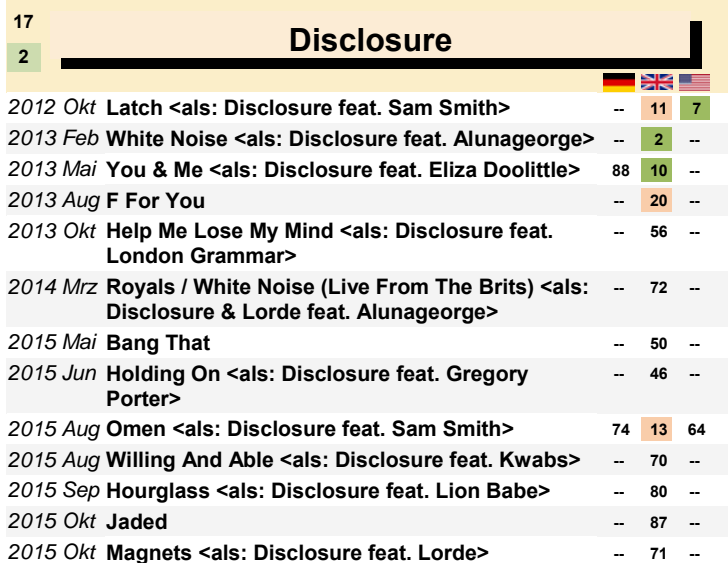 17
2
Disclosure
2012 Okt Latch <als: Disclosure feat. Sam Smith> -- 11 7
2013 Feb White Noise <als: Disclosure feat. Alunageorge> -- 2 --
2013 Mai You & Me <als: Disclosure feat. Eliza Doolittle> 88 10 --
2013 Aug F For You -- 20 --
2013 Okt Help Me Lose My Mind <als: Disclosure feat. -- 56 --
London Grammar>
2014 Mrz Royals / White Noise (Live From The Brits) <als: -- 72 --
Disclosure & Lorde feat. Alunageorge>
2015 Mai Bang That -- 50 --
2015 Jun Holding On <als: Disclosure feat. Gregory -- 46 --
Porter>
2015 Aug Omen <als: Disclosure feat. Sam Smith> 74 13 64
2015 Aug Willing And Able <als: Disclosure feat. Kwabs> -- 70 --
2015 Sep Hourglass <als: Disclosure feat. Lion Babe> -- 80 --
2015 Okt Jaded -- 87 --
2015 Okt Magnets <als: Disclosure feat. Lorde> -- 71 --